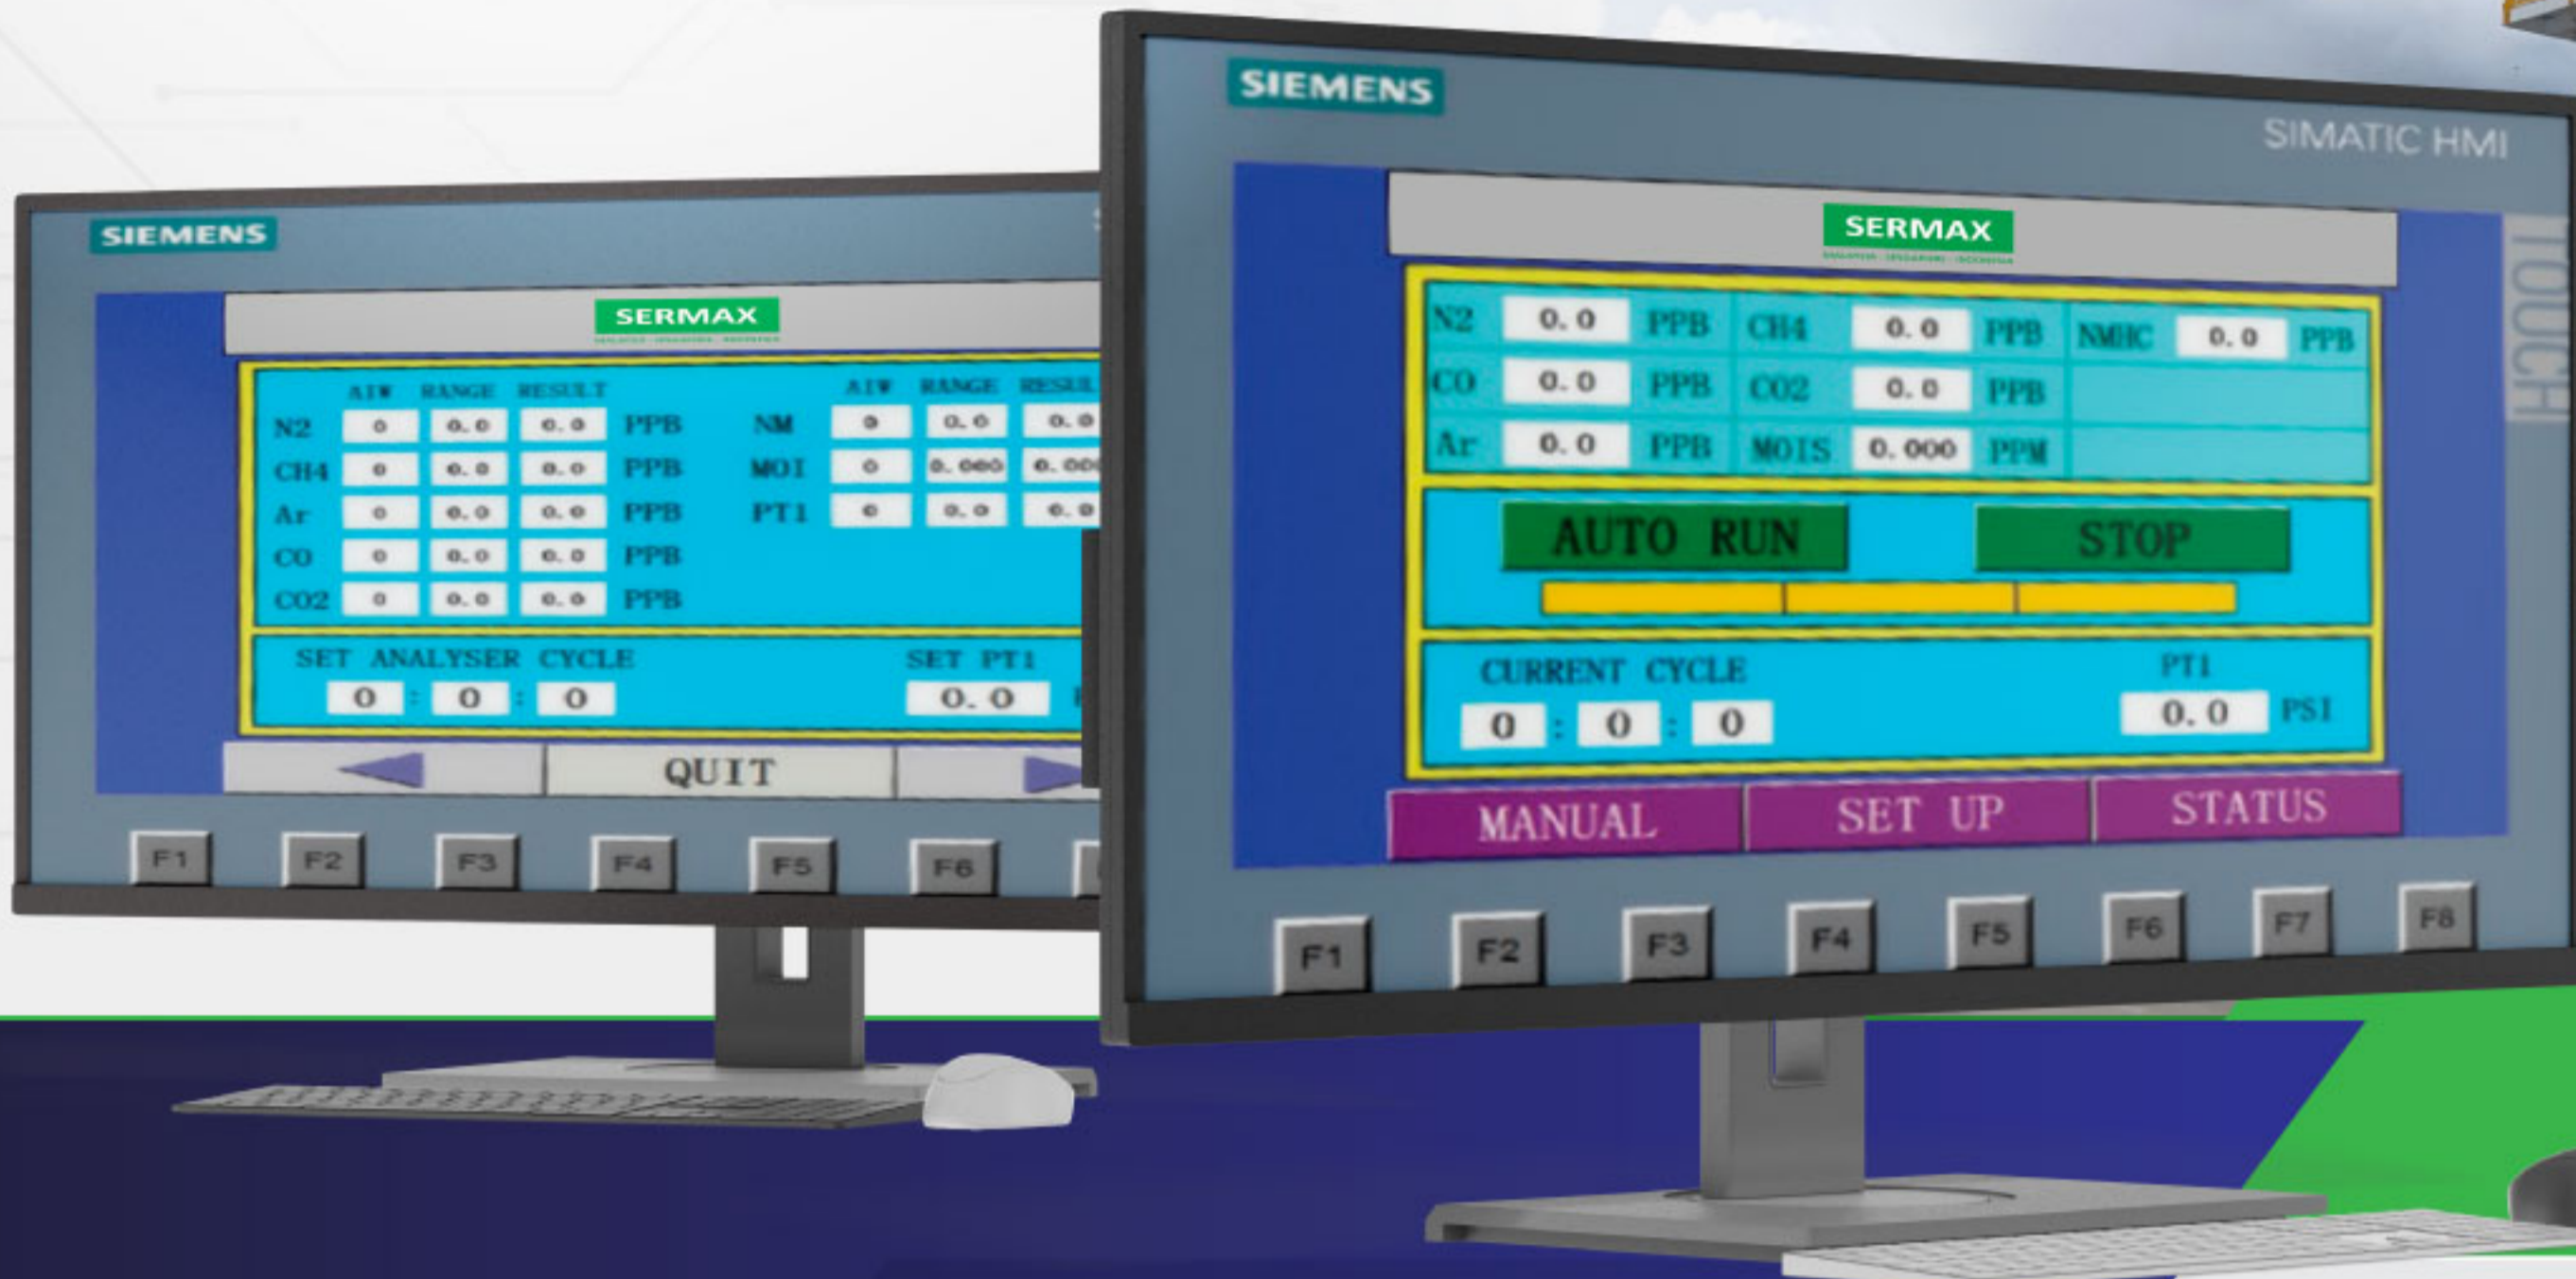 SIEMENS
SERMAX
AIW RANGE RESULT AIW RANGE RESUL
N2 0 0.0 0.0 PPB NM 0 0.0 0.0
CH4 0 0.0 0.0 PPB MOI 0 0.000 0.000
Ar 0 0.0 0.0 PPB PT1 0 0.0 0.0
CO 0 0.0 0.0 PPB
CO2 0 0.0 0.0 PPB
SET ANALYSER CYCLE SET PT1
0 : 0 : 0 0.0
QUIT
F1 F2 F3 F4 F5 F6
SIEMENS
SIMATIC HMI
TOUCH
SERMAX
N2 0.0 PPB CH4 0.0 PPB NMHC 0.0 PPB
CO 0.0 PPB CO2 0.0 PPB
Ar 0.0 PPB MOIS 0.000 PPM
AUTO RUN STOP
CURRENT CYCLE PT1
0 : 0 : 0 0.0 PSI
MANUAL SET UP STATUS
F1 F2 F3 F4 F5 F6 F7 F8